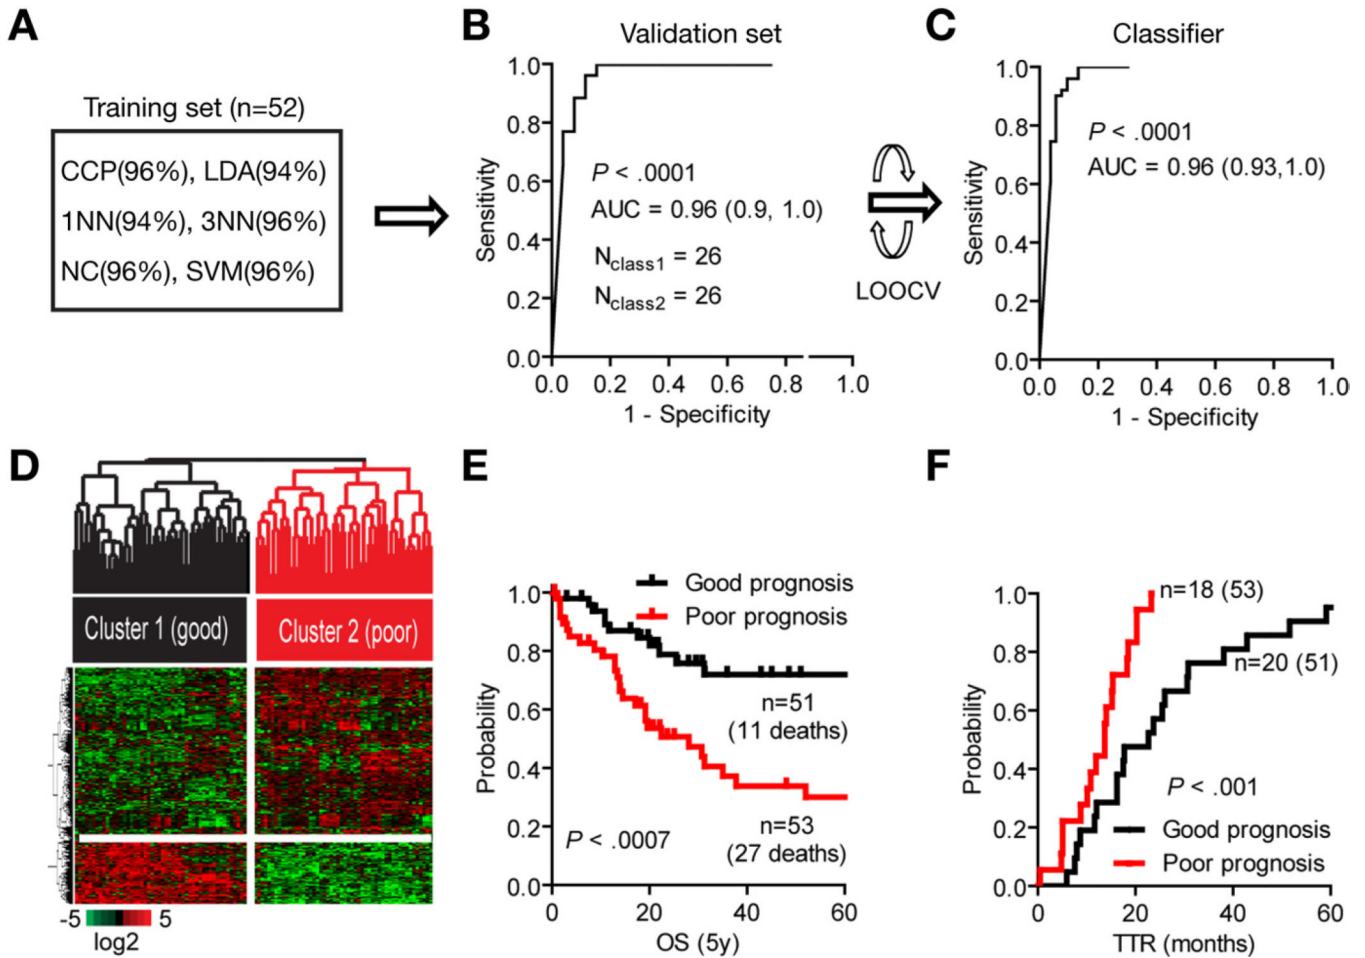 A
Training set (n=52)
CCP(96%), LDA(94%)
1NN(94%), 3NN(96%)
NC(96%), SVM(96%)
B
Validation set
1.0
0.8
0.6
0.4
0.2
0.0
Sensitivity
P < .0001
AUC = 0.96 (0.9, 1.0)
Nclass1 = 26
Nclass2 = 26
0.0 0.2 0.4 0.6 0.8 1.0
1 - Specificity
LOOCV
C
Classifier
1.0
0.8
0.6
0.4
0.2
0.0
Sensitivity
P < .0001
AUC = 0.96 (0.93,1.0)
0.0 0.2 0.4 0.6 0.8 1.0
1 - Specificity
D
Cluster 1 (good)
Cluster 2 (poor)
-5 5
log2
E
Good prognosis
Poor prognosis
1.0
0.8
0.6
0.4
0.2
0.0
Probability
n=51
(11 deaths)
n=53
(27 deaths)
P < .0007
0 20 40 60
OS (5y)
F
1.0
0.8
0.6
0.4
0.2
0.0
Probability
n=18 (53)
n=20 (51)
P < .001
Good prognosis
Poor prognosis
0 20 40 60
TTR (months)